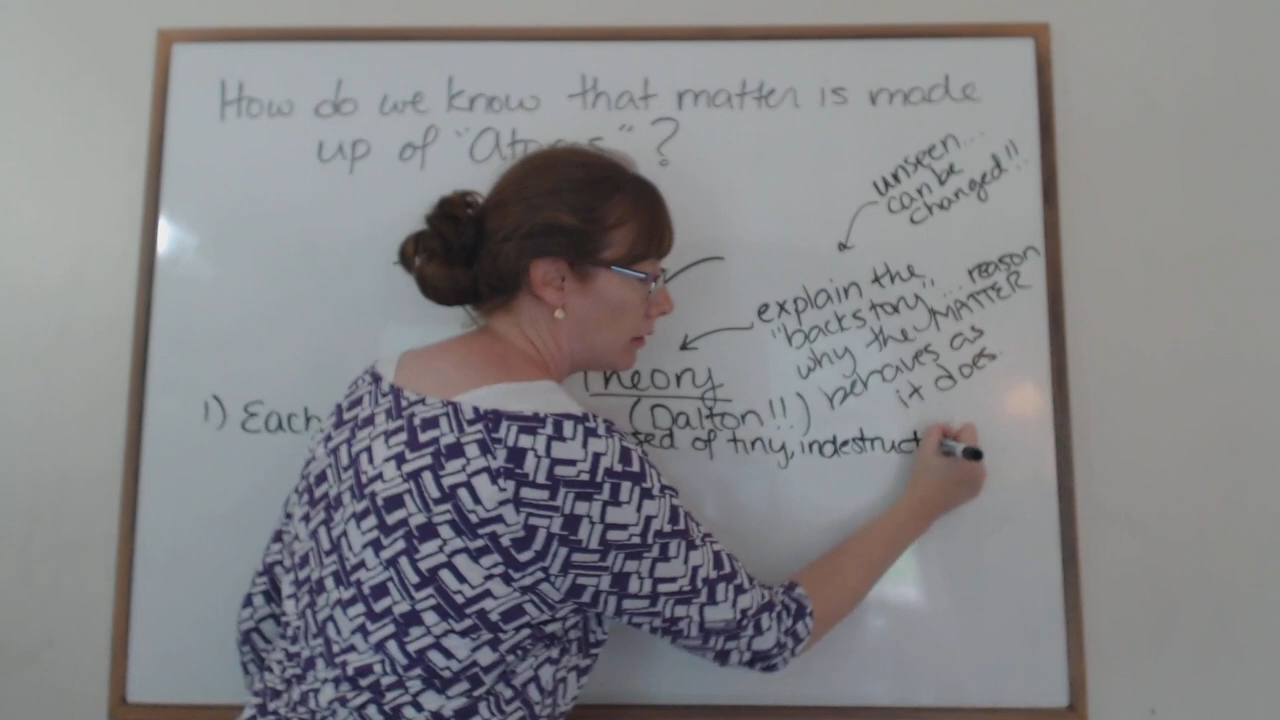 How do we know that matter is made
up of "Atoms"?
unseen...
can be
changed!!
explain the
"backstory"... reason
why the MATTER
behaves as
it does.
Theory
(Dalton!!)
1) Each
sed of tiny, indestruct